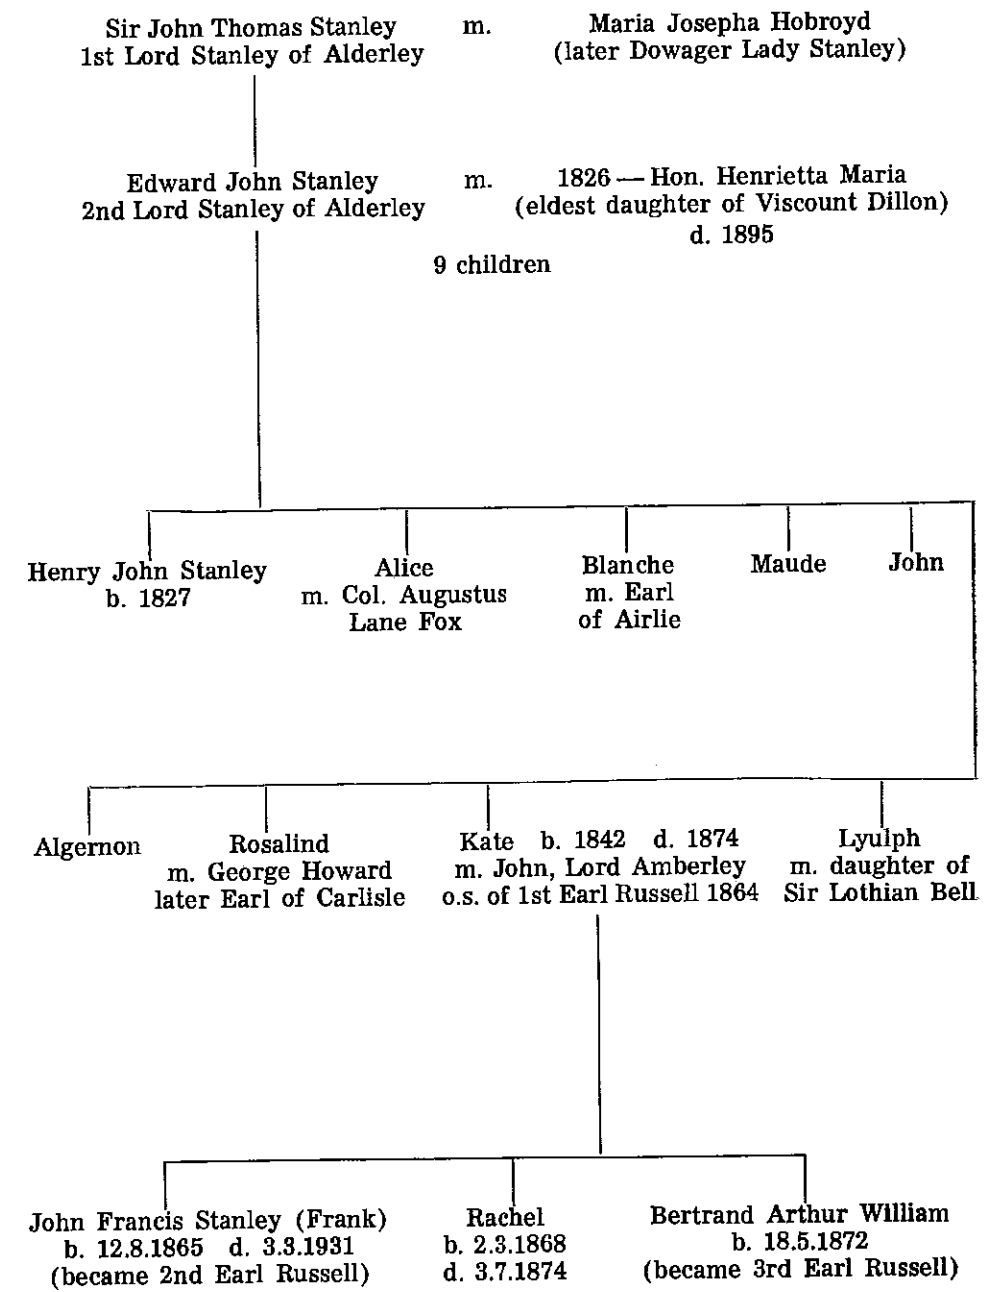 Sir John Thomas Stanley m. Maria Josepha Hobroyd
1st Lord Stanley of Alderley (later Dowager Lady Stanley)
Edward John Stanley m. 1826 — Hon. Henrietta Maria
2nd Lord Stanley of Alderley (eldest daughter of Viscount Dillon)
d. 1895
9 children
Henry John Stanley
b. 1827
Alice
m. Col. Augustus
Lane Fox
Blanche
m. Earl
of Airlie
Maude
John
Algernon
Rosalind
m. George Howard
later Earl of Carlisle
Kate b. 1842 d. 1874
m. John, Lord Amberley
o.s. of 1st Earl Russell 1864
Lyulph
m. daughter of
Sir Lothian Bell
John Francis Stanley (Frank)
b. 12.8.1865 d. 3.3.1931
(became 2nd Earl Russell)
Rachel
b. 2.3.1868
d. 3.7.1874
Bertrand Arthur William
b. 18.5.1872
(became 3rd Earl Russell)